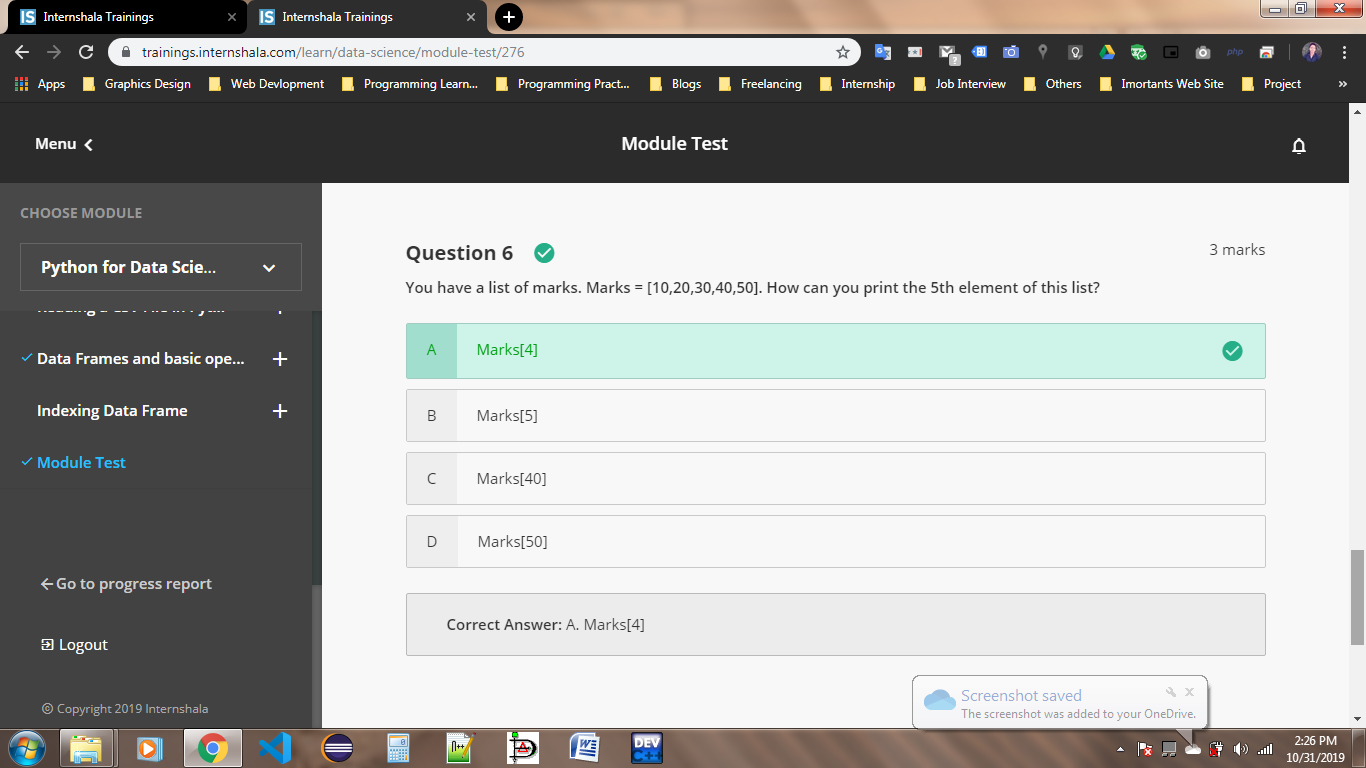 Internshala Trainings
Internshala Trainings
trainings.internshala.com/learn/data-science/module-test/276
Apps
Graphics Design
Web Devlopment
Programming Learn...
Programming Pract...
Blogs
Freelancing
Internship
Job Interview
Others
Imortants Web Site
Project
»
Menu
Module Test
CHOOSE MODULE
Python for Data Scie...
Data Frames and basic ope...
Indexing Data Frame
Module Test
Go to progress report
Logout
© Copyright 2019 Internshala
Question 6
3 marks
You have a list of marks. Marks = [10,20,30,40,50]. How can you print the 5th element of this list?
A Marks[4]
B Marks[5]
C Marks[40]
D Marks[50]
Correct Answer: A. Marks[4]
Screenshot saved
The screenshot was added to your OneDrive.
DEV
C++
2:26 PM
10/31/2019